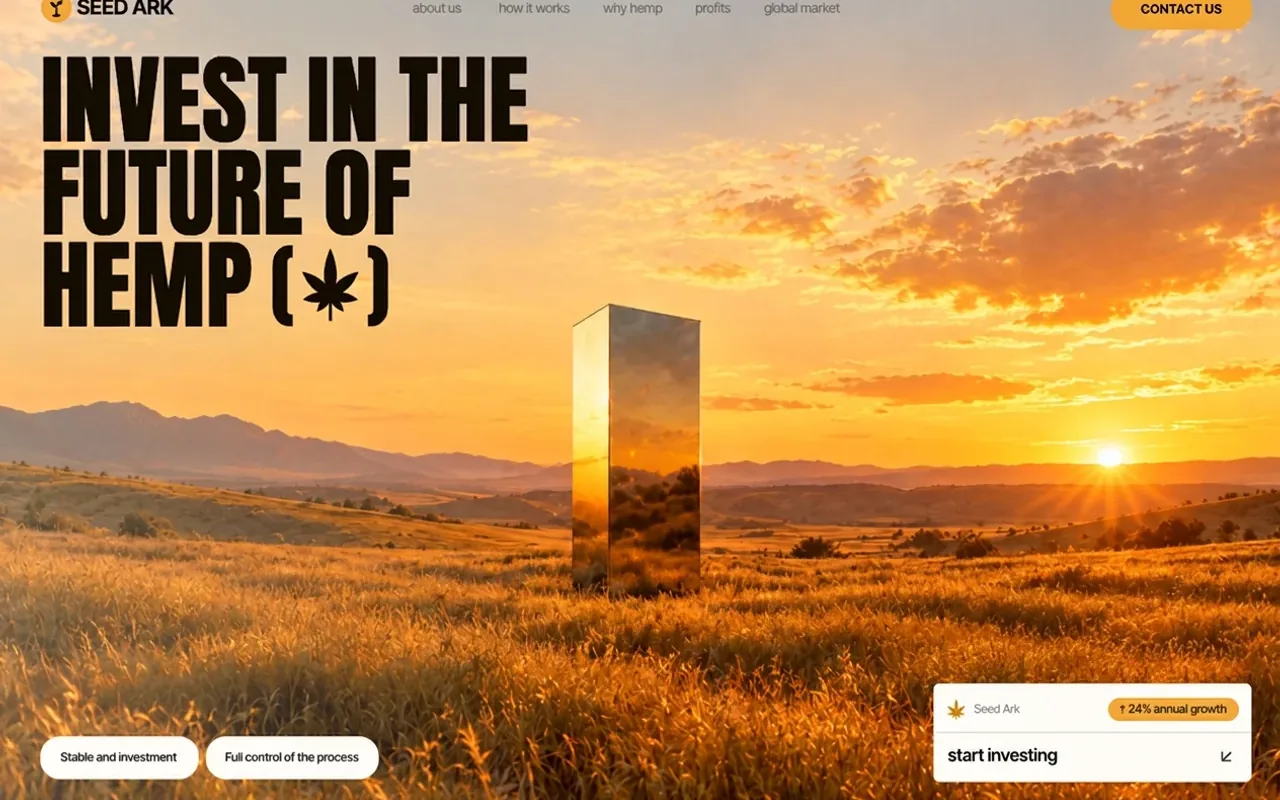 SEED ARK
about us
how it works
why hemp
profits
global market
CONTACT US
INVEST IN THE
FUTURE OF
HEMP ( )
Stable and investment
Full control of the process
Seed Ark
↑ 24% annual growth
start investing